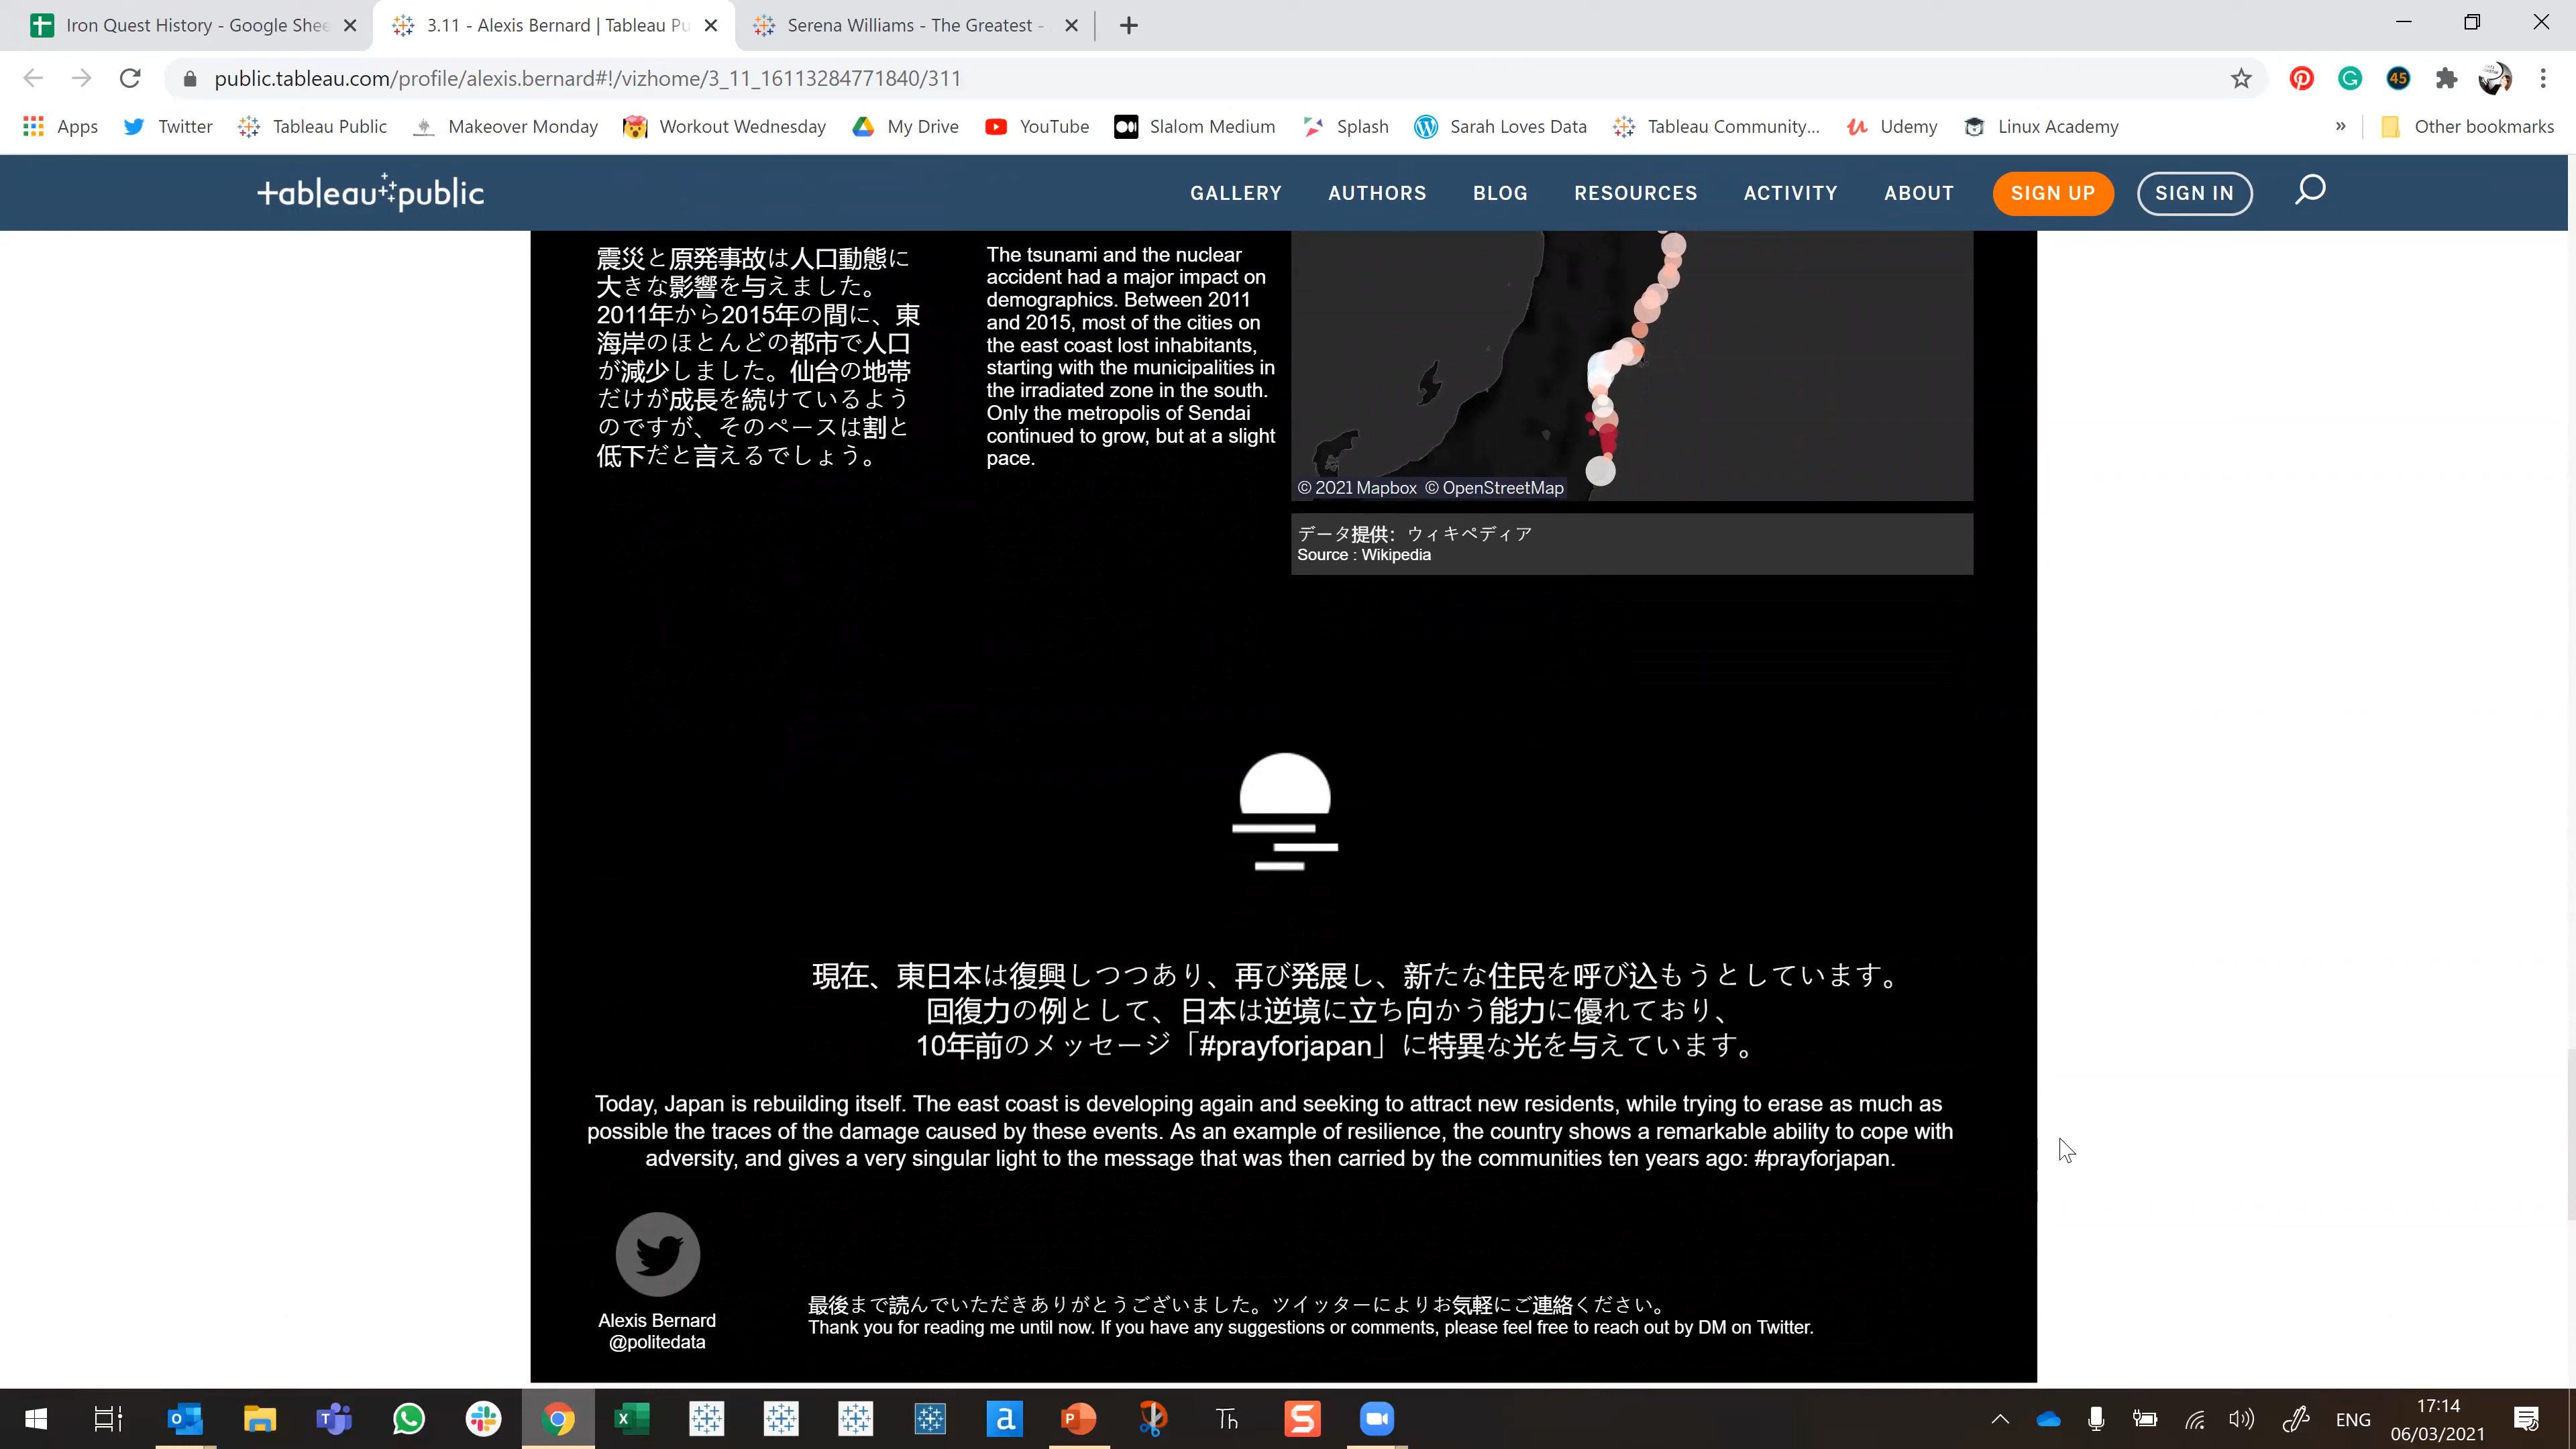 Iron Quest History - Google Shee
3.11 - Alexis Bernard | Tableau Pu
Serena Williams - The Greatest -
public.tableau.com/profile/alexis.bernard#!/vizhome/3_11_16113284771840/311
45
Apps
Twitter
Tableau Public
Makeover Monday
Workout Wednesday
My Drive
YouTube
Slalom Medium
Splash
Sarah Loves Data
Tableau Community...
Udemy
Linux Academy
»
Other bookmarks
tableau public
GALLERY
AUTHORS
BLOG
RESOURCES
ACTIVITY
ABOUT
SIGN UP
SIGN IN
震災と原発事故は人口動態に
大きな影響を与えました。
2011年から2015年の間に、東
海岸のほとんどの都市で人口
が減少しました。仙台の地帯
だけが成長を続けているよう
のですが、そのペースは割と
低下だと言えるでしょう。
The tsunami and the nuclear
accident had a major impact on
demographics. Between 2011
and 2015, most of the cities on
the east coast lost inhabitants,
starting with the municipalities in
the irradiated zone in the south.
Only the metropolis of Sendai
continued to grow, but at a slight
pace.
© 2021 Mapbox © OpenStreetMap
データ提供：ウィキペディア
Source : Wikipedia
現在、東日本は復興しつつあり、再び発展し、新たな住民を呼び込もうとしています。
回復力の例として、日本は逆境に立ち向かう能力に優れており、
10年前のメッセージ「#prayforjapan」に特異な光を与えています。
Today, Japan is rebuilding itself. The east coast is developing again and seeking to attract new residents, while trying to erase as much as
possible the traces of the damage caused by these events. As an example of resilience, the country shows a remarkable ability to cope with
adversity, and gives a very singular light to the message that was then carried by the communities ten years ago: #prayforjapan.
Alexis Bernard
@politedata
最後まで読んでいただきありがとうございました。ツイッターによりお気軽にご連絡ください。
Thank you for reading me until now. If you have any suggestions or comments, please feel free to reach out by DM on Twitter.
ENG
17:14
06/03/2021